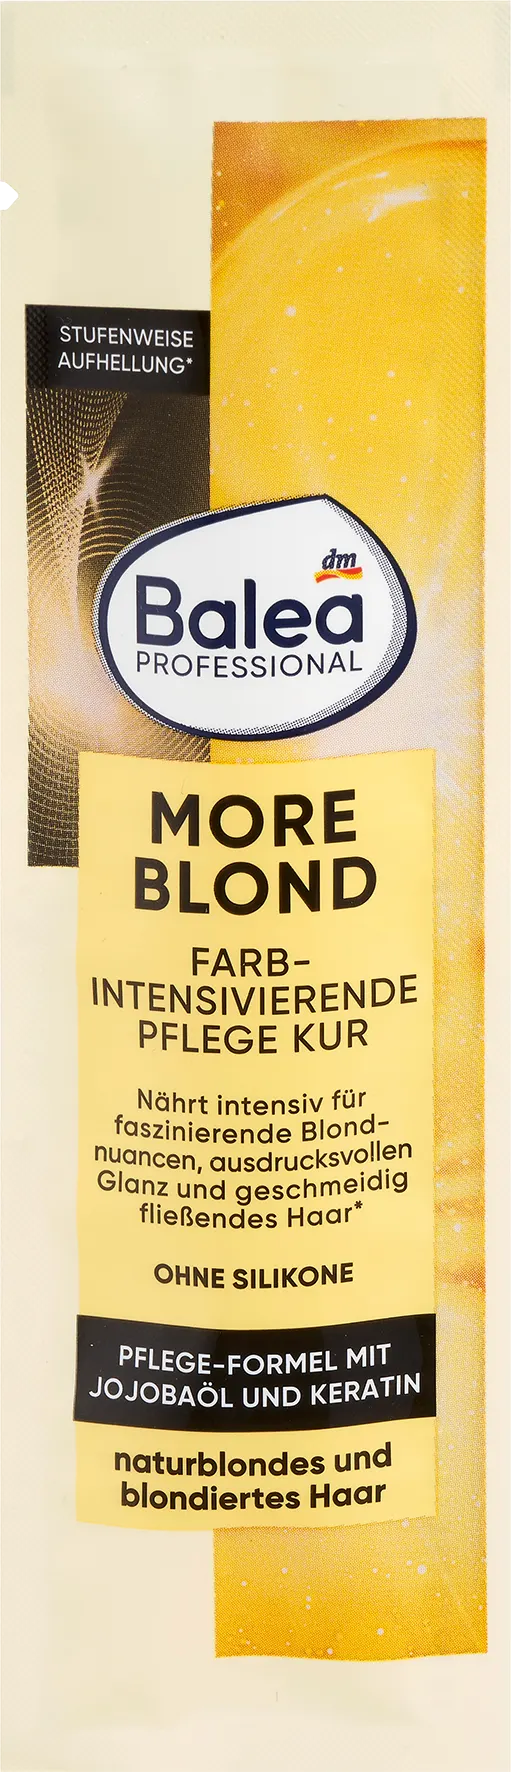 STUFENWEISE
AUFHELLUNG*
dm
Balea
PROFESSIONAL
MORE
BLOND
FARB-
INTENSIVIERENDE
PFLEGE KUR
Nährt intensiv für
faszinierende Blond-
nuancen, ausdrucksvollen
Glanz und geschmeidig
fließendes Haar*
OHNE SILIKONE
PFLEGE-FORMEL MIT
JOJOBAÖL UND KERATIN
naturblondes und
blondiertes Haar